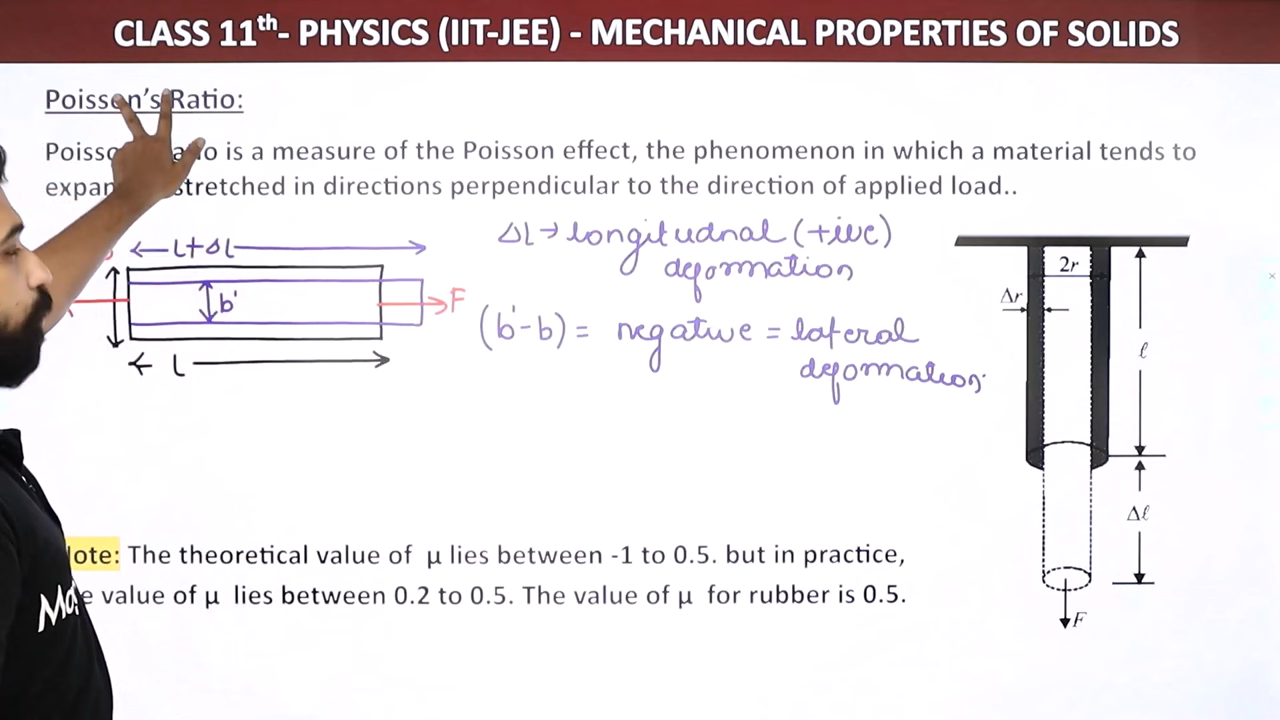 CLASS 11th- PHYSICS (IIT-JEE) - MECHANICAL PROPERTIES OF SOLIDS
Poisson's Ratio:
is a measure of the Poisson effect, the phenomenon in which a material tends to
stretched in directions perpendicular to the direction of applied load..
L+ΔL
b'
F
L
ΔL→ longitudnal (+ive)
deformation
(b'-b) = negative = lateral
deformation
2r
Δr
ℓ
Δℓ
F
The theoretical value of μ lies between -1 to 0.5. but in practice,
value of μ lies between 0.2 to 0.5. The value of μ for rubber is 0.5.